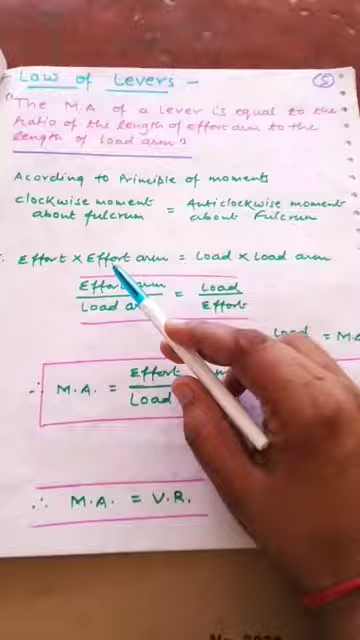 Law of Levers - (5)
"The M.A. of a lever is equal to the
ratio of the length of effort arm to the
length of load arm"
Acording to Principle of moments
clockwise moment about fulcrum = Anticlockwise moment about Fulcrum
∴ Effort × Effort arm = Load × Load arm
Effort arm / Load = Load / Effort
Load = M.A
∴ M.A. = Effort / Load
∴ M.A. = V.R.